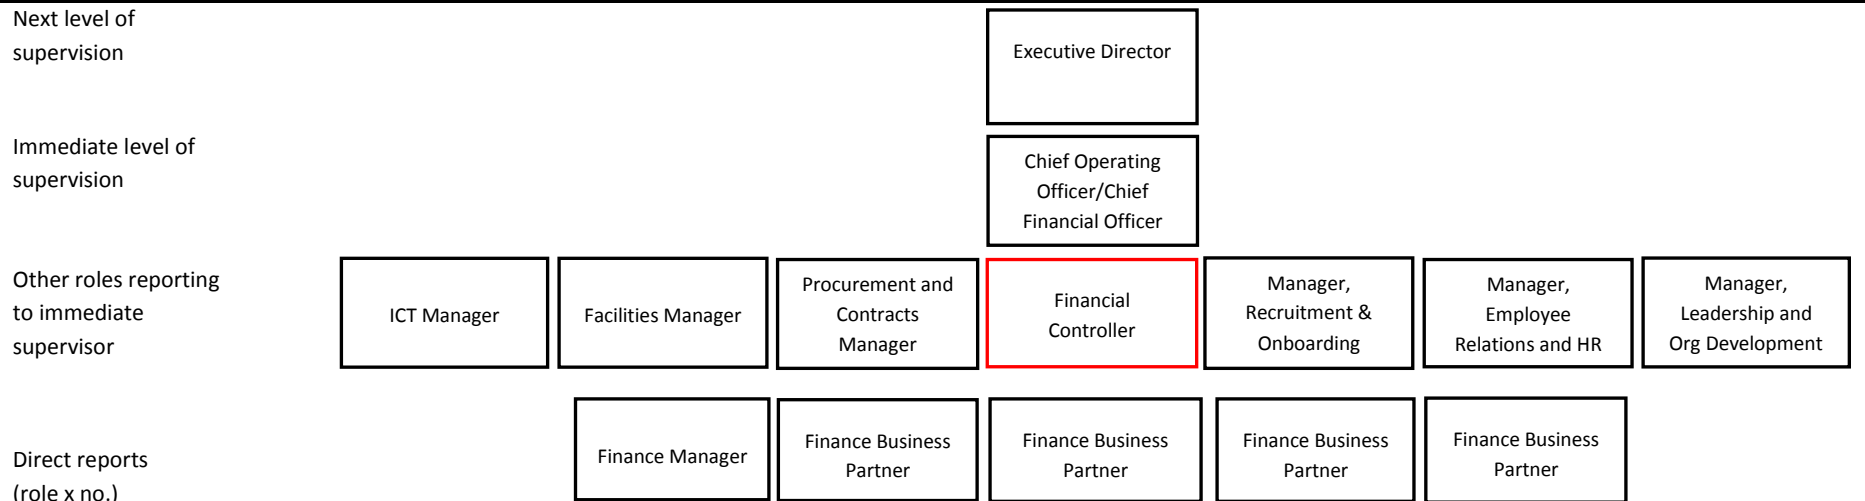 Next level of
supervision
Executive Director
Immediate level of
supervision
Chief Operating
Officer/Chief
Financial Officer
Other roles reporting
to immediate
supervisor
ICT Manager
Facilities Manager
Procurement and
Contracts
Manager
Financial
Controller
Manager,
Recruitment &
Onboarding
Manager,
Employee
Relations and HR
Manager,
Leadership and
Org Development
Direct reports
(role x no.)
Finance Manager
Finance Business
Partner
Finance Business
Partner
Finance Business
Partner
Finance Business
Partner